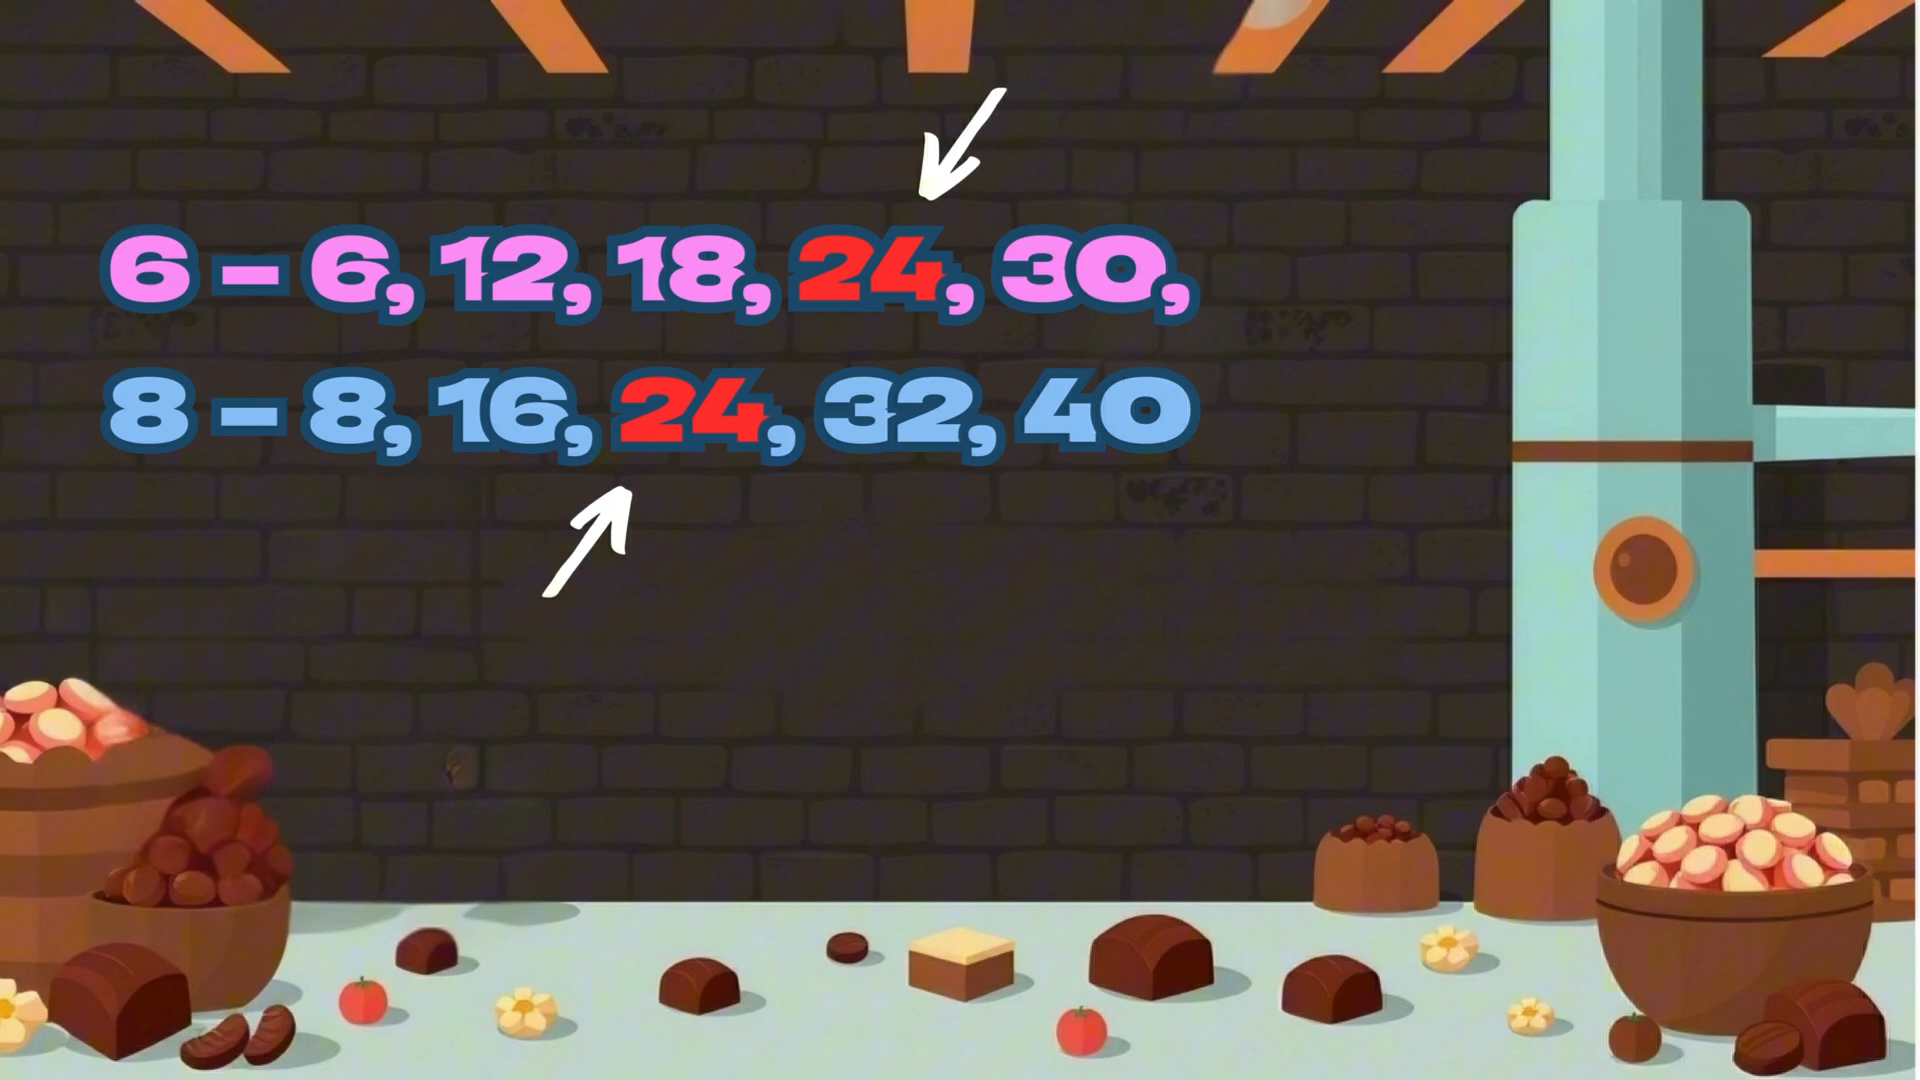 6 – 6, 12, 18, 24, 30,
8 – 8, 16, 24, 32, 40